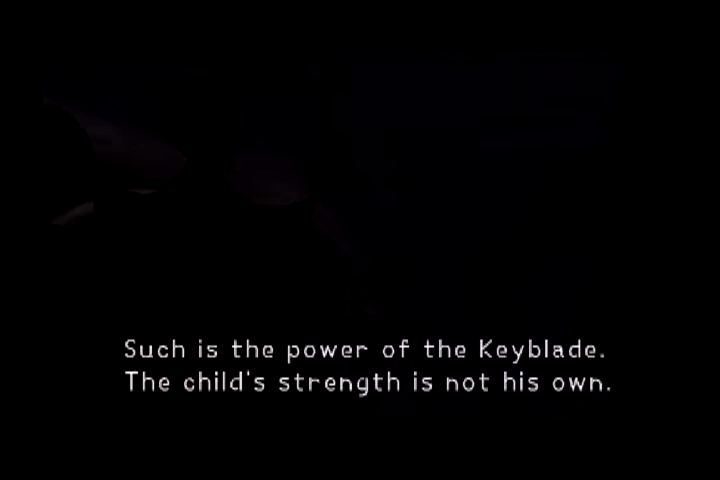 Such is the power of the Keyblade.
The child's strength is not his own.